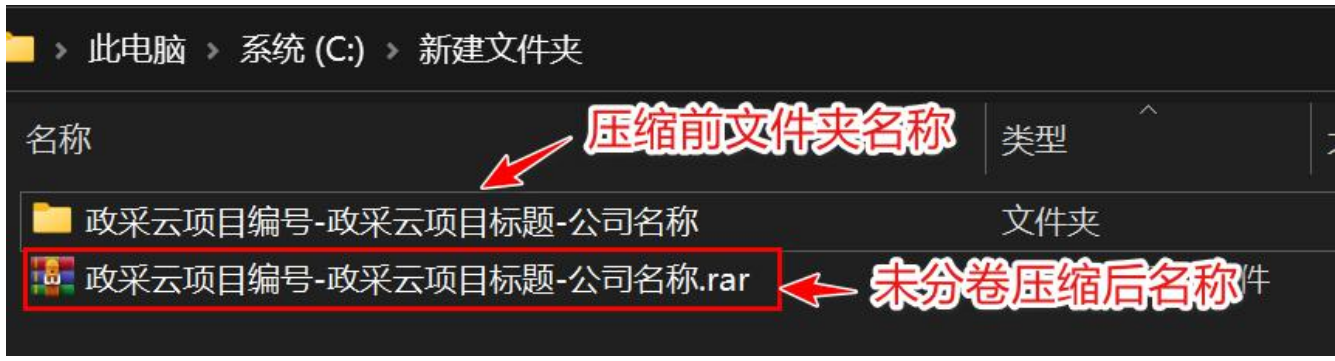 此电脑 > 系统 (C:) > 新建文件夹
压缩前文件夹名称
名称 类型
政采云项目编号-政采云项目标题-公司名称 文件夹
政采云项目编号-政采云项目标题-公司名称.rar 未分卷压缩后名称 件